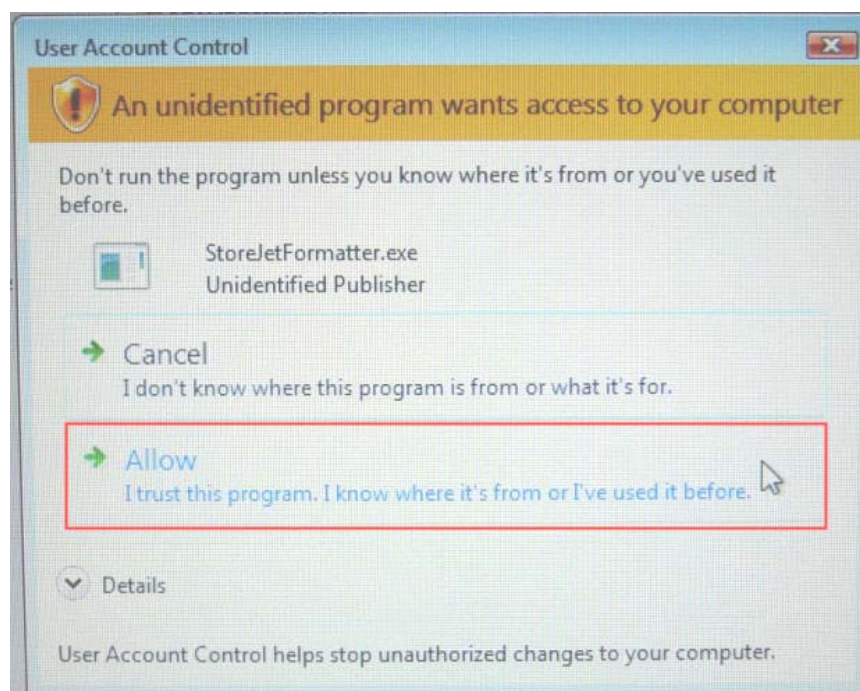 User Account Control
An unidentified program wants access to your computer
Don't run the program unless you know where it's from or you've used it
before.
StoreJetFormatter.exe
Unidentified Publisher
Cancel
I don't know where this program is from or what it's for.
Allow
I trust this program. I know where it's from or I've used it before.
Details
User Account Control helps stop unauthorized changes to your computer.